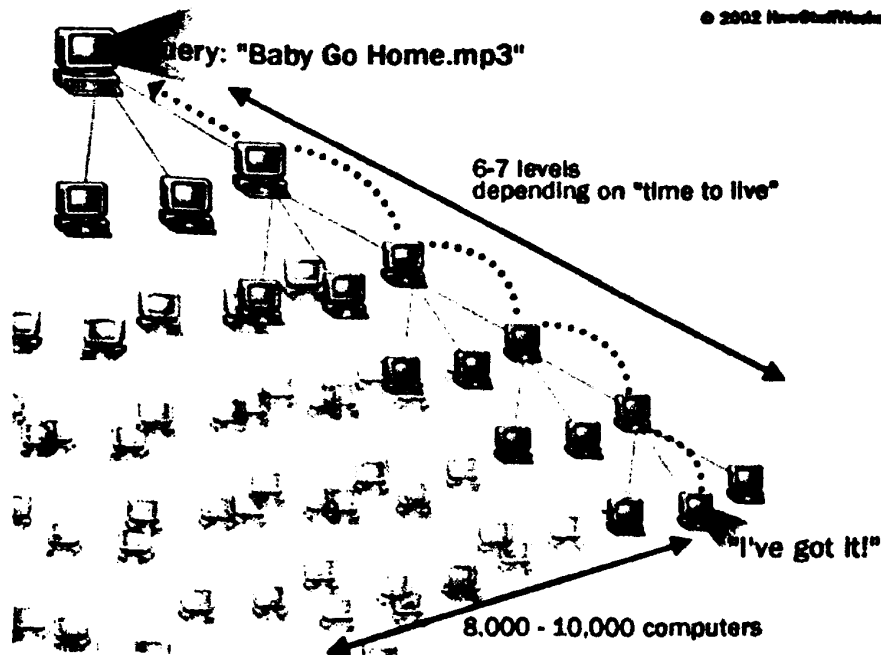 © 2002 HowStuffWorks
ery: "Baby Go Home.mp3"
6-7 levels
depending on "time to live"
"I've got it!"
8,000 - 10,000 computers